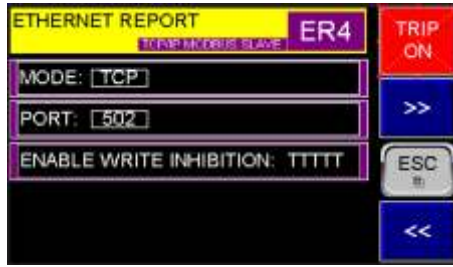 ETHERNET REPORT
TCP/IP MODBUS SLAVE
ER4
TRIP
ON
MODE: TCP
PORT: 502
>>
ENABLE WRITE INHIBITION: TTTTT
ESC
<<